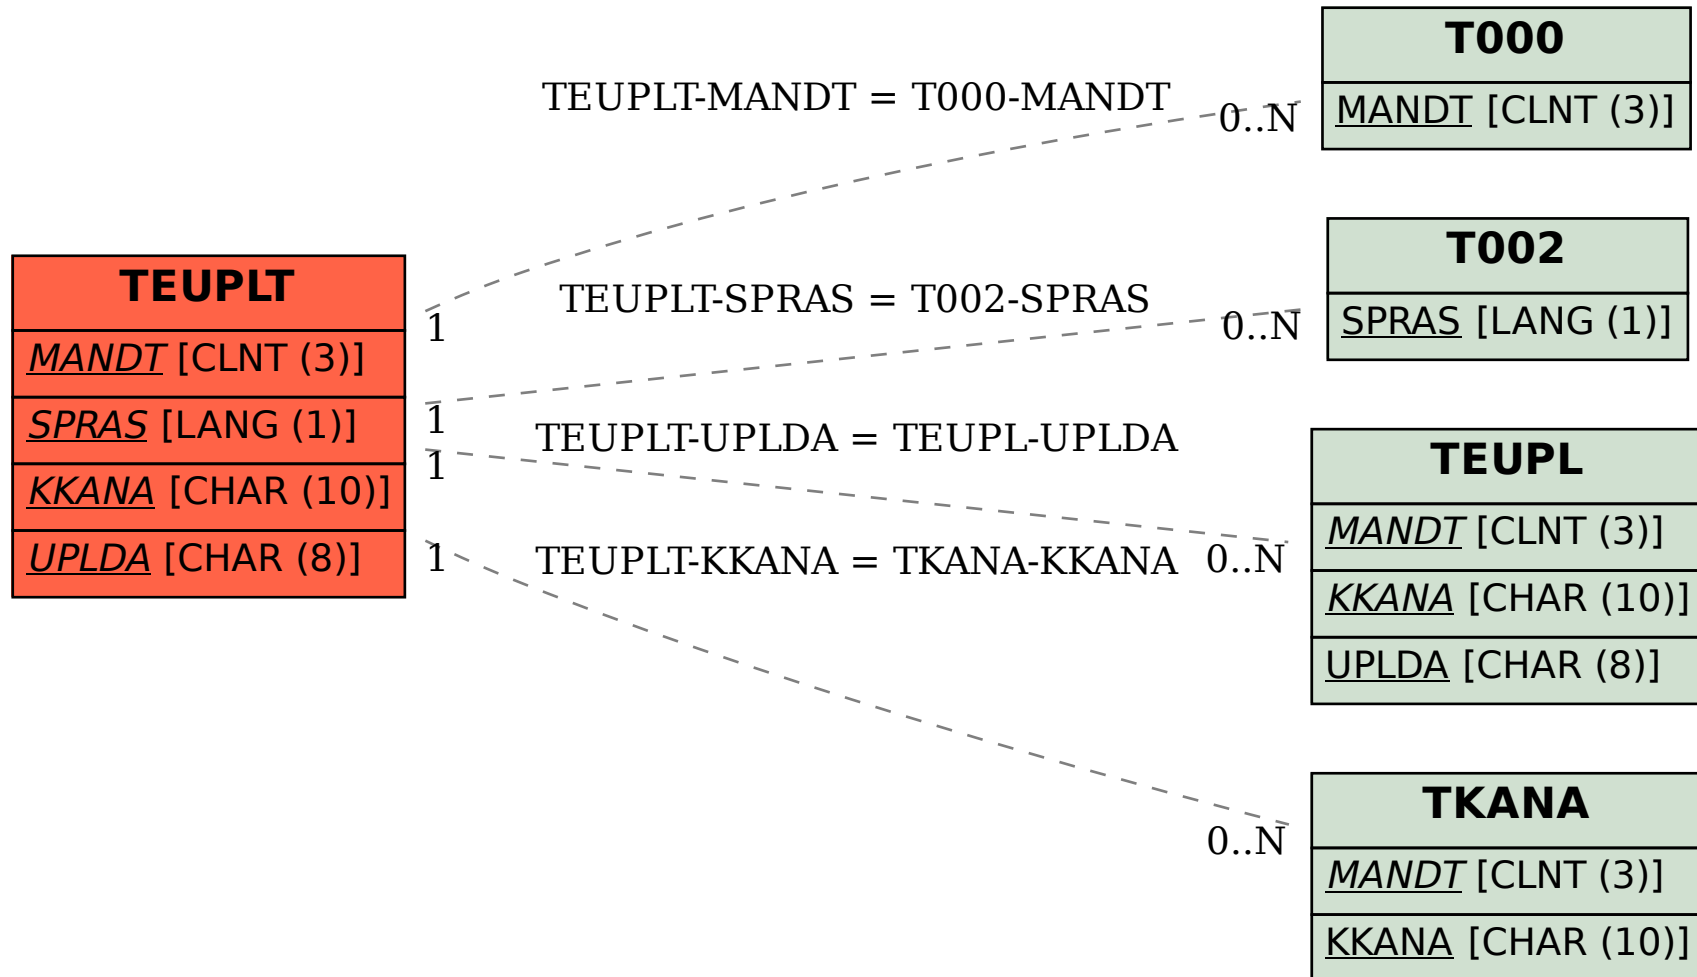 TEUPLT
MANDT [CLNT (3)]
SPRAS [LANG (1)]
KKANA [CHAR (10)]
UPLDA [CHAR (8)]
TEUPLT-MANDT = T000-MANDT
0..N
1
TEUPLT-SPRAS = T002-SPRAS
0..N
1
TEUPLT-UPLDA = TEUPL-UPLDA
0..N
1
TEUPLT-KKANA = TKANA-KKANA
0..N
1
T000
MANDT [CLNT (3)]
T002
SPRAS [LANG (1)]
TEUPL
MANDT [CLNT (3)]
KKANA [CHAR (10)]
UPLDA [CHAR (8)]
TKANA
MANDT [CLNT (3)]
KKANA [CHAR (10)]